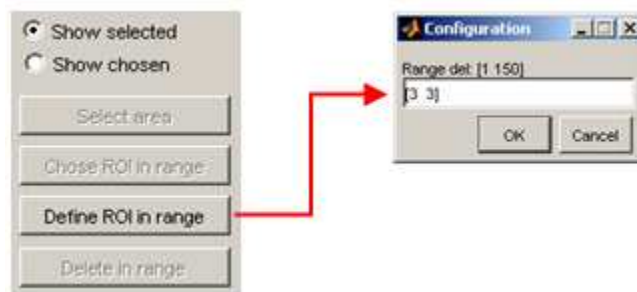 Show selected
Show chosen
Select area
Chose ROI in range
Define ROI in range
Delete in range
Configuration
Range del: [1 150]
[3 3]
OK
Cancel